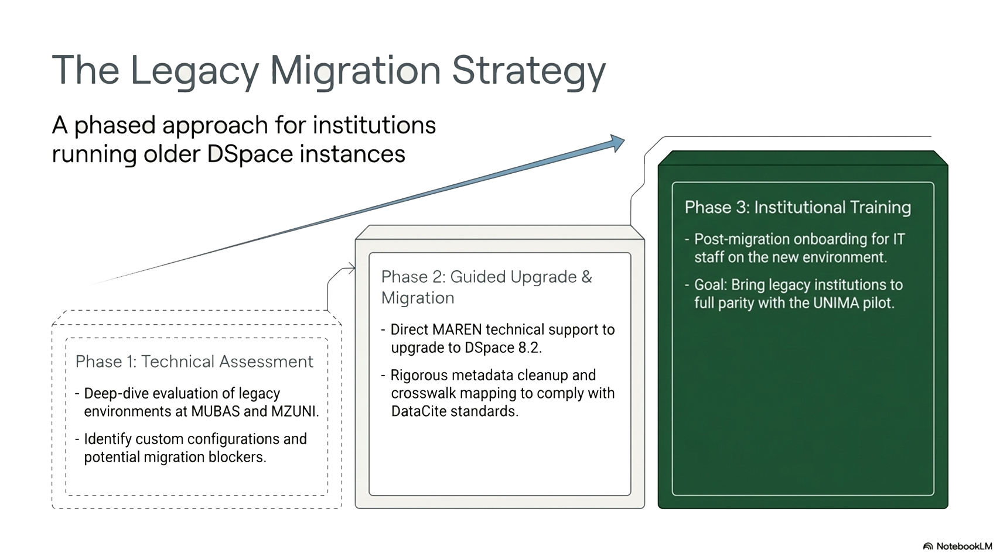 The Legacy Migration Strategy
A phased approach for institutions
running older DSpace instances
Phase 1: Technical Assessment
- Deep-dive evaluation of legacy
environments at MUBAS and MZUNI.
- Identify custom configurations and
potential migration blockers.
Phase 2: Guided Upgrade &
Migration
- Direct MAREN technical support to
upgrade to DSpace 8.2.
- Rigorous metadata cleanup and
crosswalk mapping to comply with
DataCite standards.
Phase 3: Institutional Training
- Post-migration onboarding for IT
staff on the new environment.
- Goal: Bring legacy institutions to
full parity with the UNIMA pilot.
NotebookLM